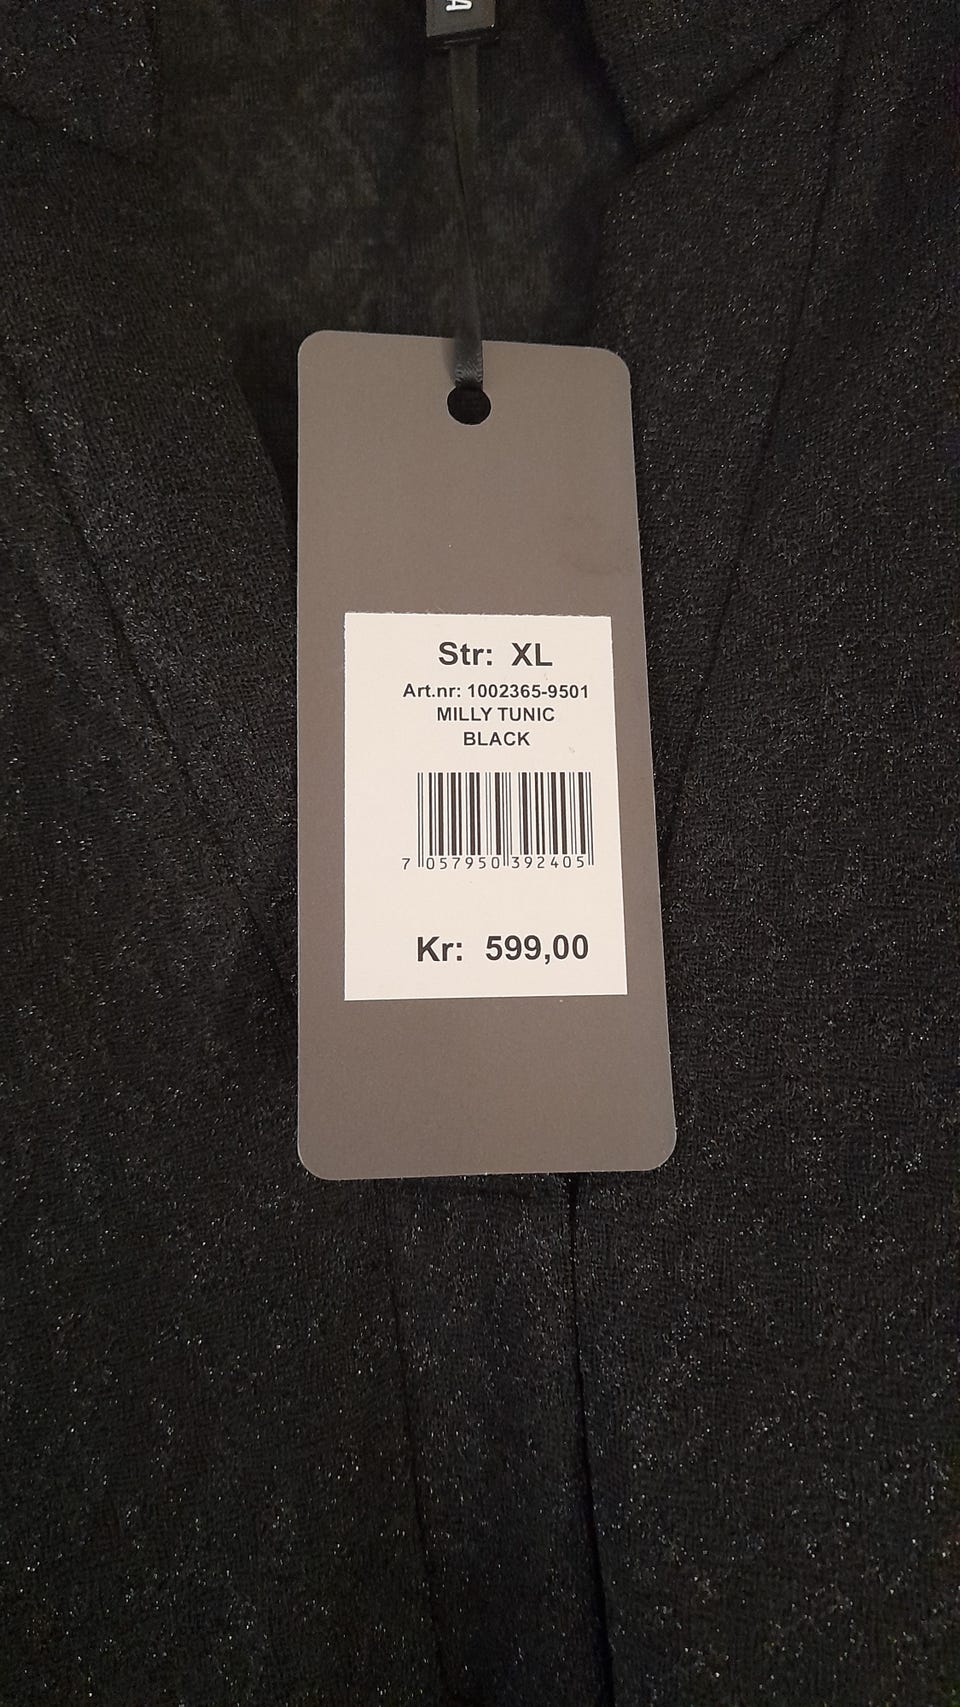 A
Str: XL
Art.nr: 1002365-9501
MILLY TUNIC
BLACK
7 057950 392405
Kr: 599,00